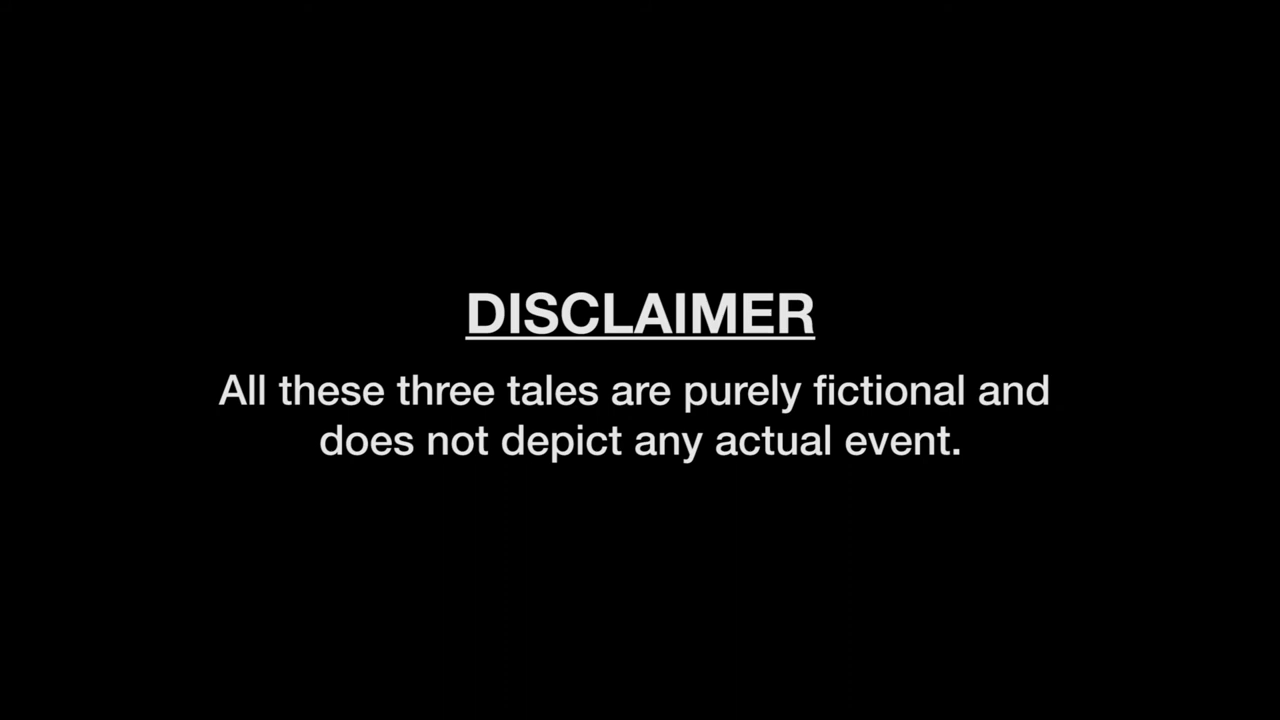 DISCLAIMER
All these three tales are purely fictional and
does not depict any actual event.